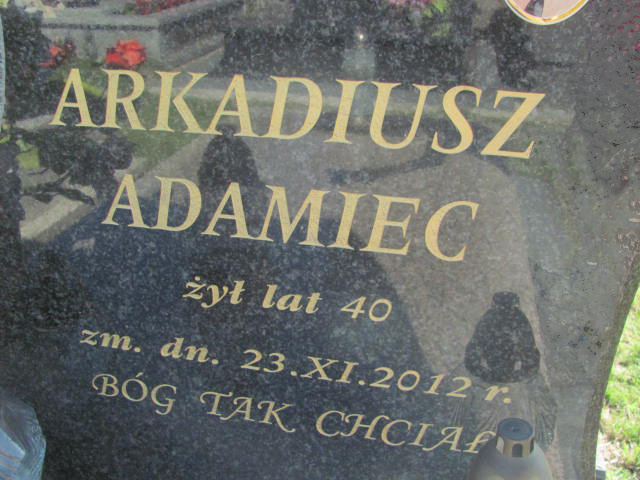 ARKADIUSZ
ADAMIEC
żył lat 40
zm. dn. 23.XI.2012 r.
BÓG TAK CHCIAŁ